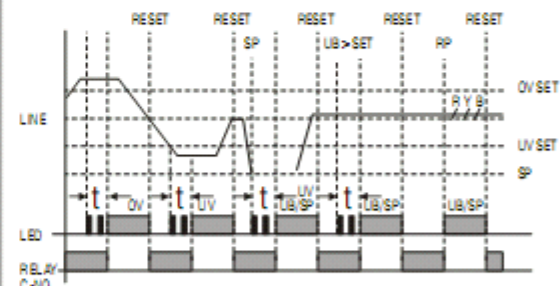 RESET RESET RESET RESET RESET
SP UB>SET RP
OV SET
R Y B
LINE
UV SET
SP
t t t t
OV UV UV UB/SP UB/SP UB/SP
LED
RELAY
C-NO